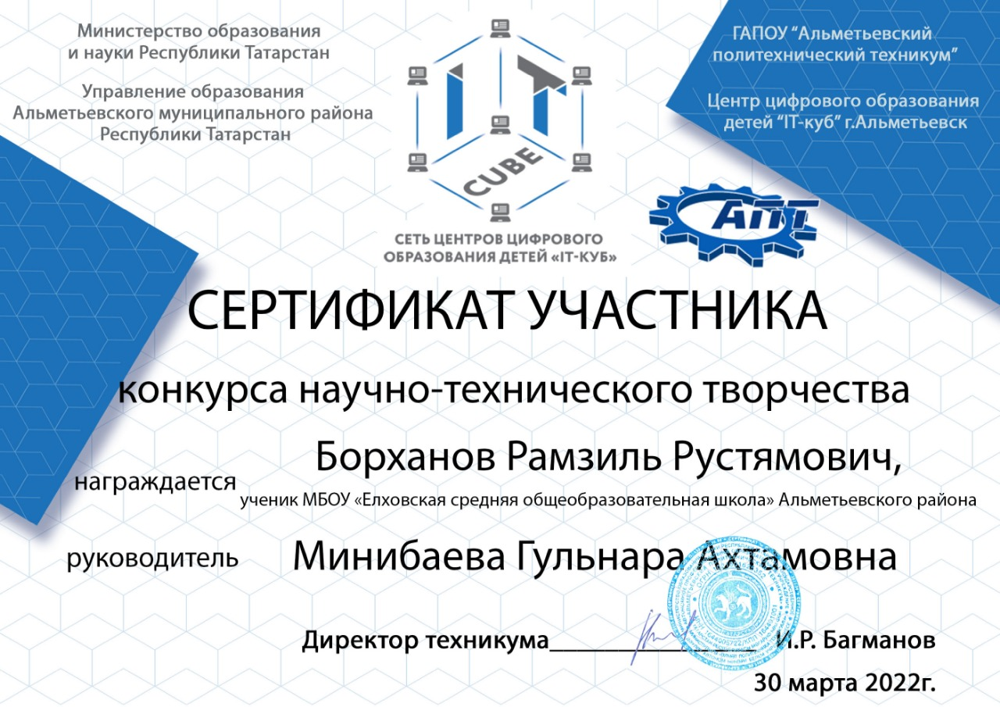 Министерство образования
и науки Республики Татарстан
Управление образования
Альметьевского муниципального района
Республики Татарстан
IT
CUBE
СЕТЬ ЦЕНТРОВ ЦИФРОВОГО
ОБРАЗОВАНИЯ ДЕТЕЙ «IT-КУБ»
ГАПОУ “Альметьевский
политехнический техникум”
Центр цифрового образования
детей “IT-куб” г.Альметьевск
АПТ
СЕРТИФИКАТ УЧАСТНИКА
конкурса научно-технического творчества
награждается
Борханов Рамзиль Рустямович,
ученик МБОУ «Елховская средняя общеобразовательная школа» Альметьевского района
руководитель
Минибаева Гульнара Ахтамовна
Директор техникума________________ И.Р. Багманов
30 марта 2022г.